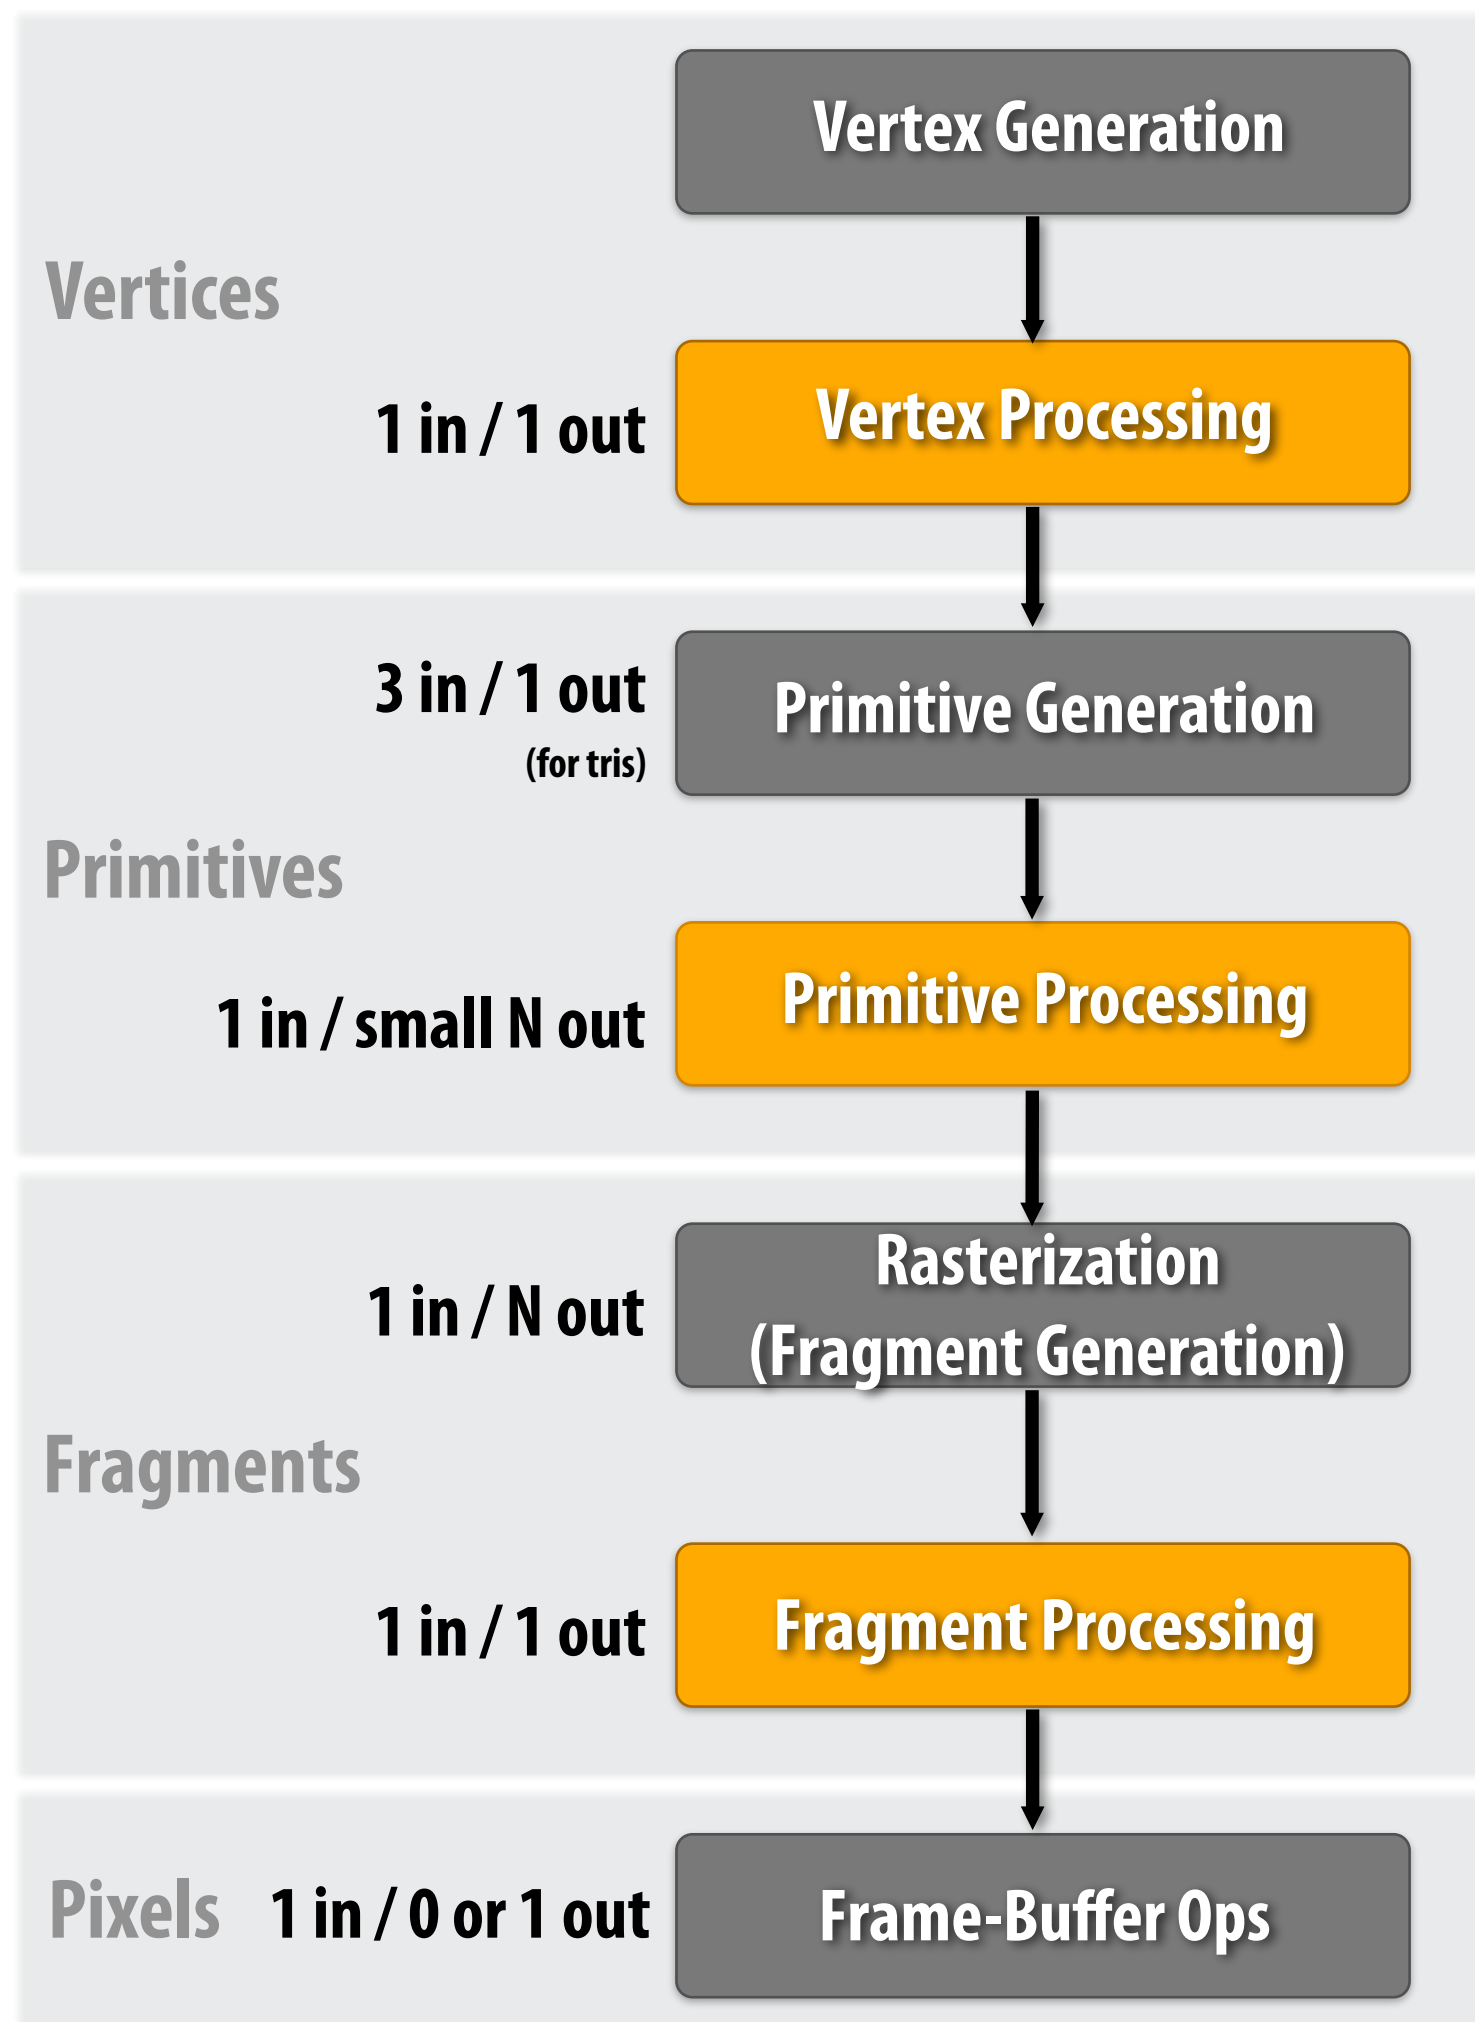 Vertex Generation
Vertices
1 in / 1 out
Vertex Processing
3 in / 1 out
(for tris)
Primitive Generation
Primitives
1 in / small N out
Primitive Processing
1 in / N out
Rasterization
(Fragment Generation)
Fragments
1 in / 1 out
Fragment Processing
Pixels
1 in / 0 or 1 out
Frame-Buffer Ops